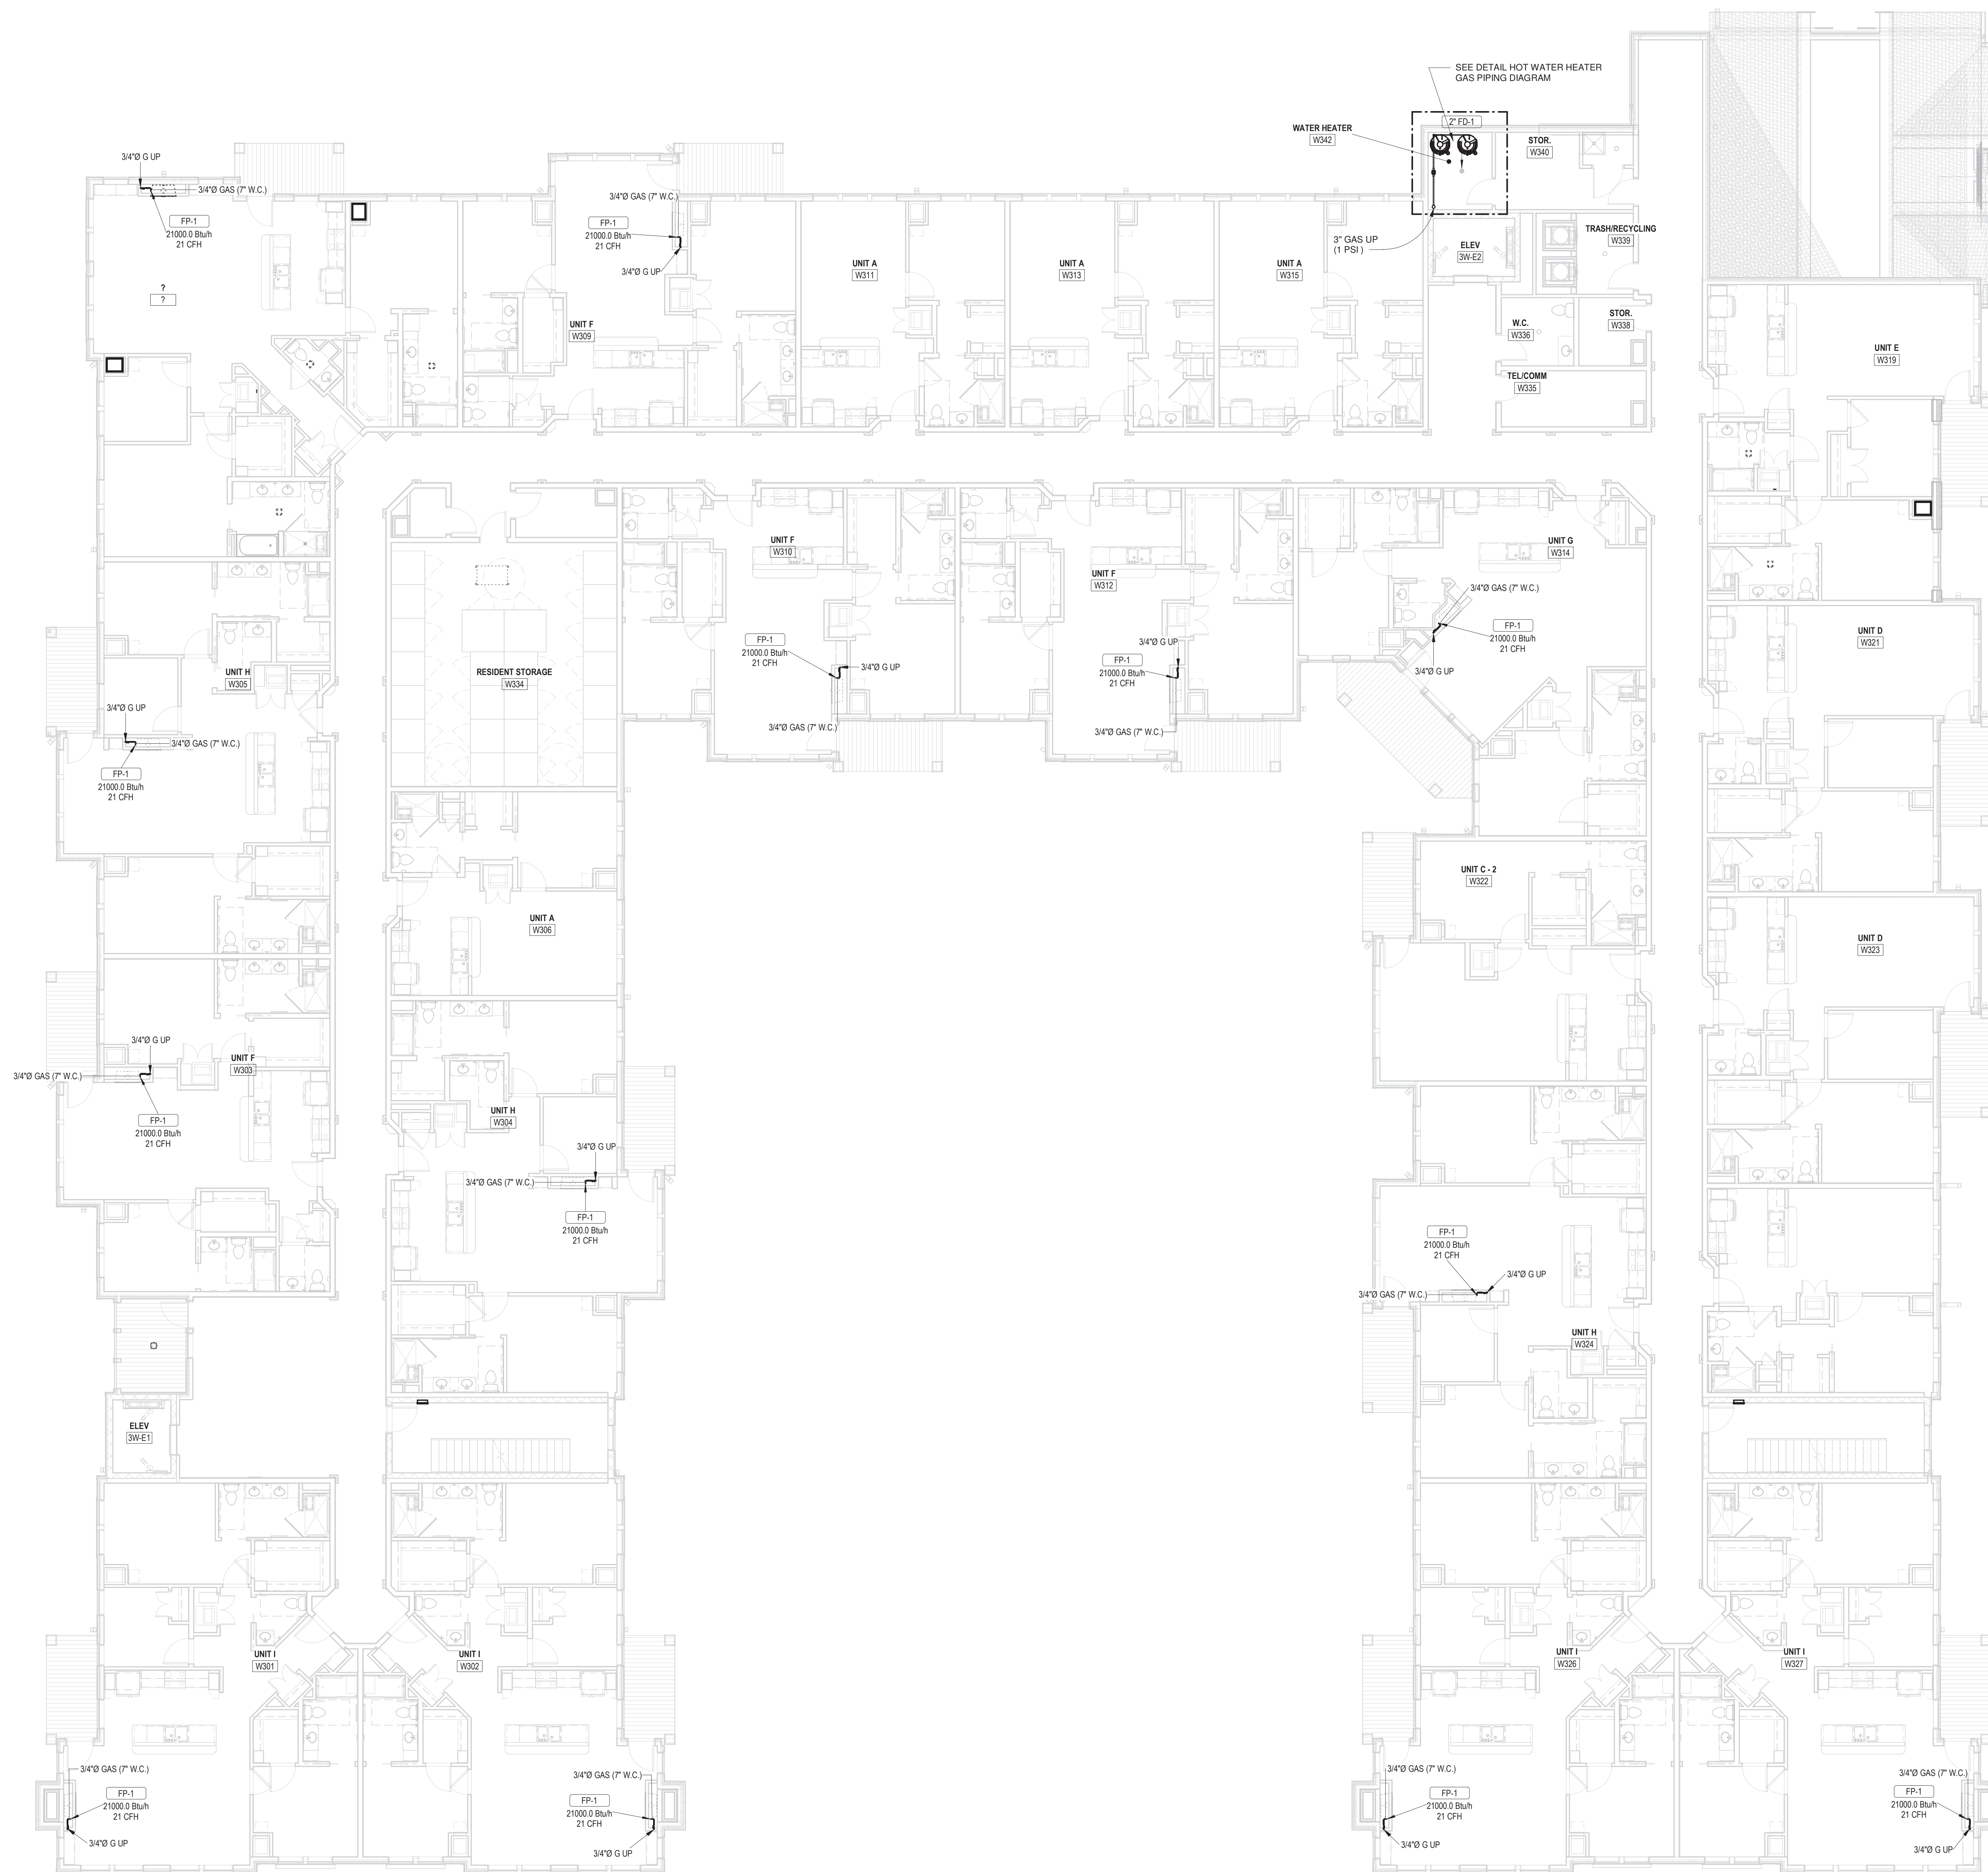 SEE DETAIL HOT WATER HEATER
GAS PIPING DIAGRAM
2" FD-1
WATER HEATER
W342
STOR.
W340
3" GAS UP
(1 PSI )
ELEV
3W-E2
TRASH/RECYCLING
W339
W.C.
W336
STOR.
W338
TEL/COMM
W335
3/4"Ø G UP
3/4"Ø GAS (7" W.C.)
FP-1
21000.0 Btu/h
21 CFH
?
?
3/4"Ø GAS (7" W.C.)
FP-1
21000.0 Btu/h
21 CFH
3/4"Ø G UP
UNIT F
W309
UNIT A
W311
UNIT A
W313
UNIT A
W315
UNIT E
W319
UNIT F
W310
FP-1
21000.0 Btu/h
21 CFH
3/4"Ø G UP
3/4"Ø GAS (7" W.C.)
UNIT F
W312
3/4"Ø G UP
FP-1
21000.0 Btu/h
21 CFH
3/4"Ø GAS (7" W.C.)
UNIT G
W314
3/4"Ø GAS (7" W.C.)
FP-1
21000.0 Btu/h
21 CFH
3/4"Ø G UP
UNIT D
W321
RESIDENT STORAGE
W334
UNIT H
W305
3/4"Ø G UP
3/4"Ø GAS (7" W.C.)
FP-1
21000.0 Btu/h
21 CFH
UNIT C - 2
W322
UNIT A
W306
UNIT D
W323
3/4"Ø G UP
UNIT F
W303
3/4"Ø GAS (7" W.C.)
FP-1
21000.0 Btu/h
21 CFH
UNIT H
W304
3/4"Ø G UP
3/4"Ø GAS (7" W.C.)
FP-1
21000.0 Btu/h
21 CFH
FP-1
21000.0 Btu/h
21 CFH
3/4"Ø G UP
3/4"Ø GAS (7" W.C.)
UNIT H
W324
ELEV
3W-E1
UNIT I
W301
UNIT I
W302
UNIT I
W326
UNIT I
W327
3/4"Ø GAS (7" W.C.)
FP-1
21000.0 Btu/h
21 CFH
3/4"Ø G UP
3/4"Ø GAS (7" W.C.)
FP-1
21000.0 Btu/h
21 CFH
3/4"Ø G UP
3/4"Ø GAS (7" W.C.)
FP-1
21000.0 Btu/h
21 CFH
3/4"Ø G UP
3/4"Ø GAS (7" W.C.)
FP-1
21000.0 Btu/h
21 CFH
3/4"Ø G UP